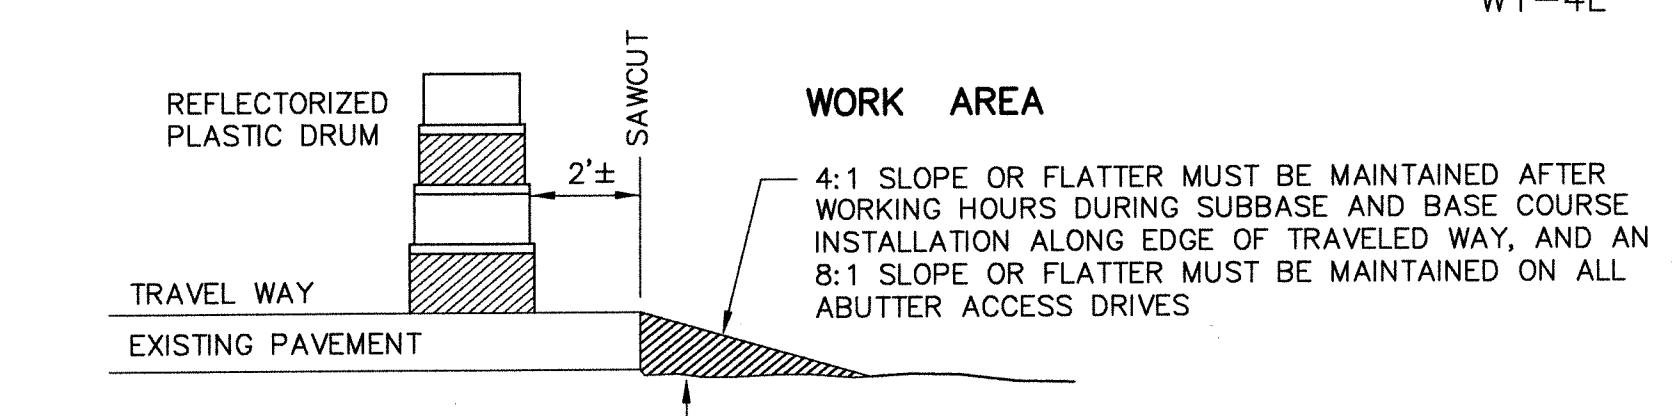 REFLECTORIZED
PLASTIC DRUM
SAWCUT
WORK AREA
2'±
4:1 SLOPE OR FLATTER MUST BE MAINTAINED AFTER
WORKING HOURS DURING SUBBASE AND BASE COURSE
INSTALLATION ALONG EDGE OF TRAVELED WAY, AND AN
8:1 SLOPE OR FLATTER MUST BE MAINTAINED ON ALL
ABUTTER ACCESS DRIVES
TRAVEL WAY
EXISTING PAVEMENT